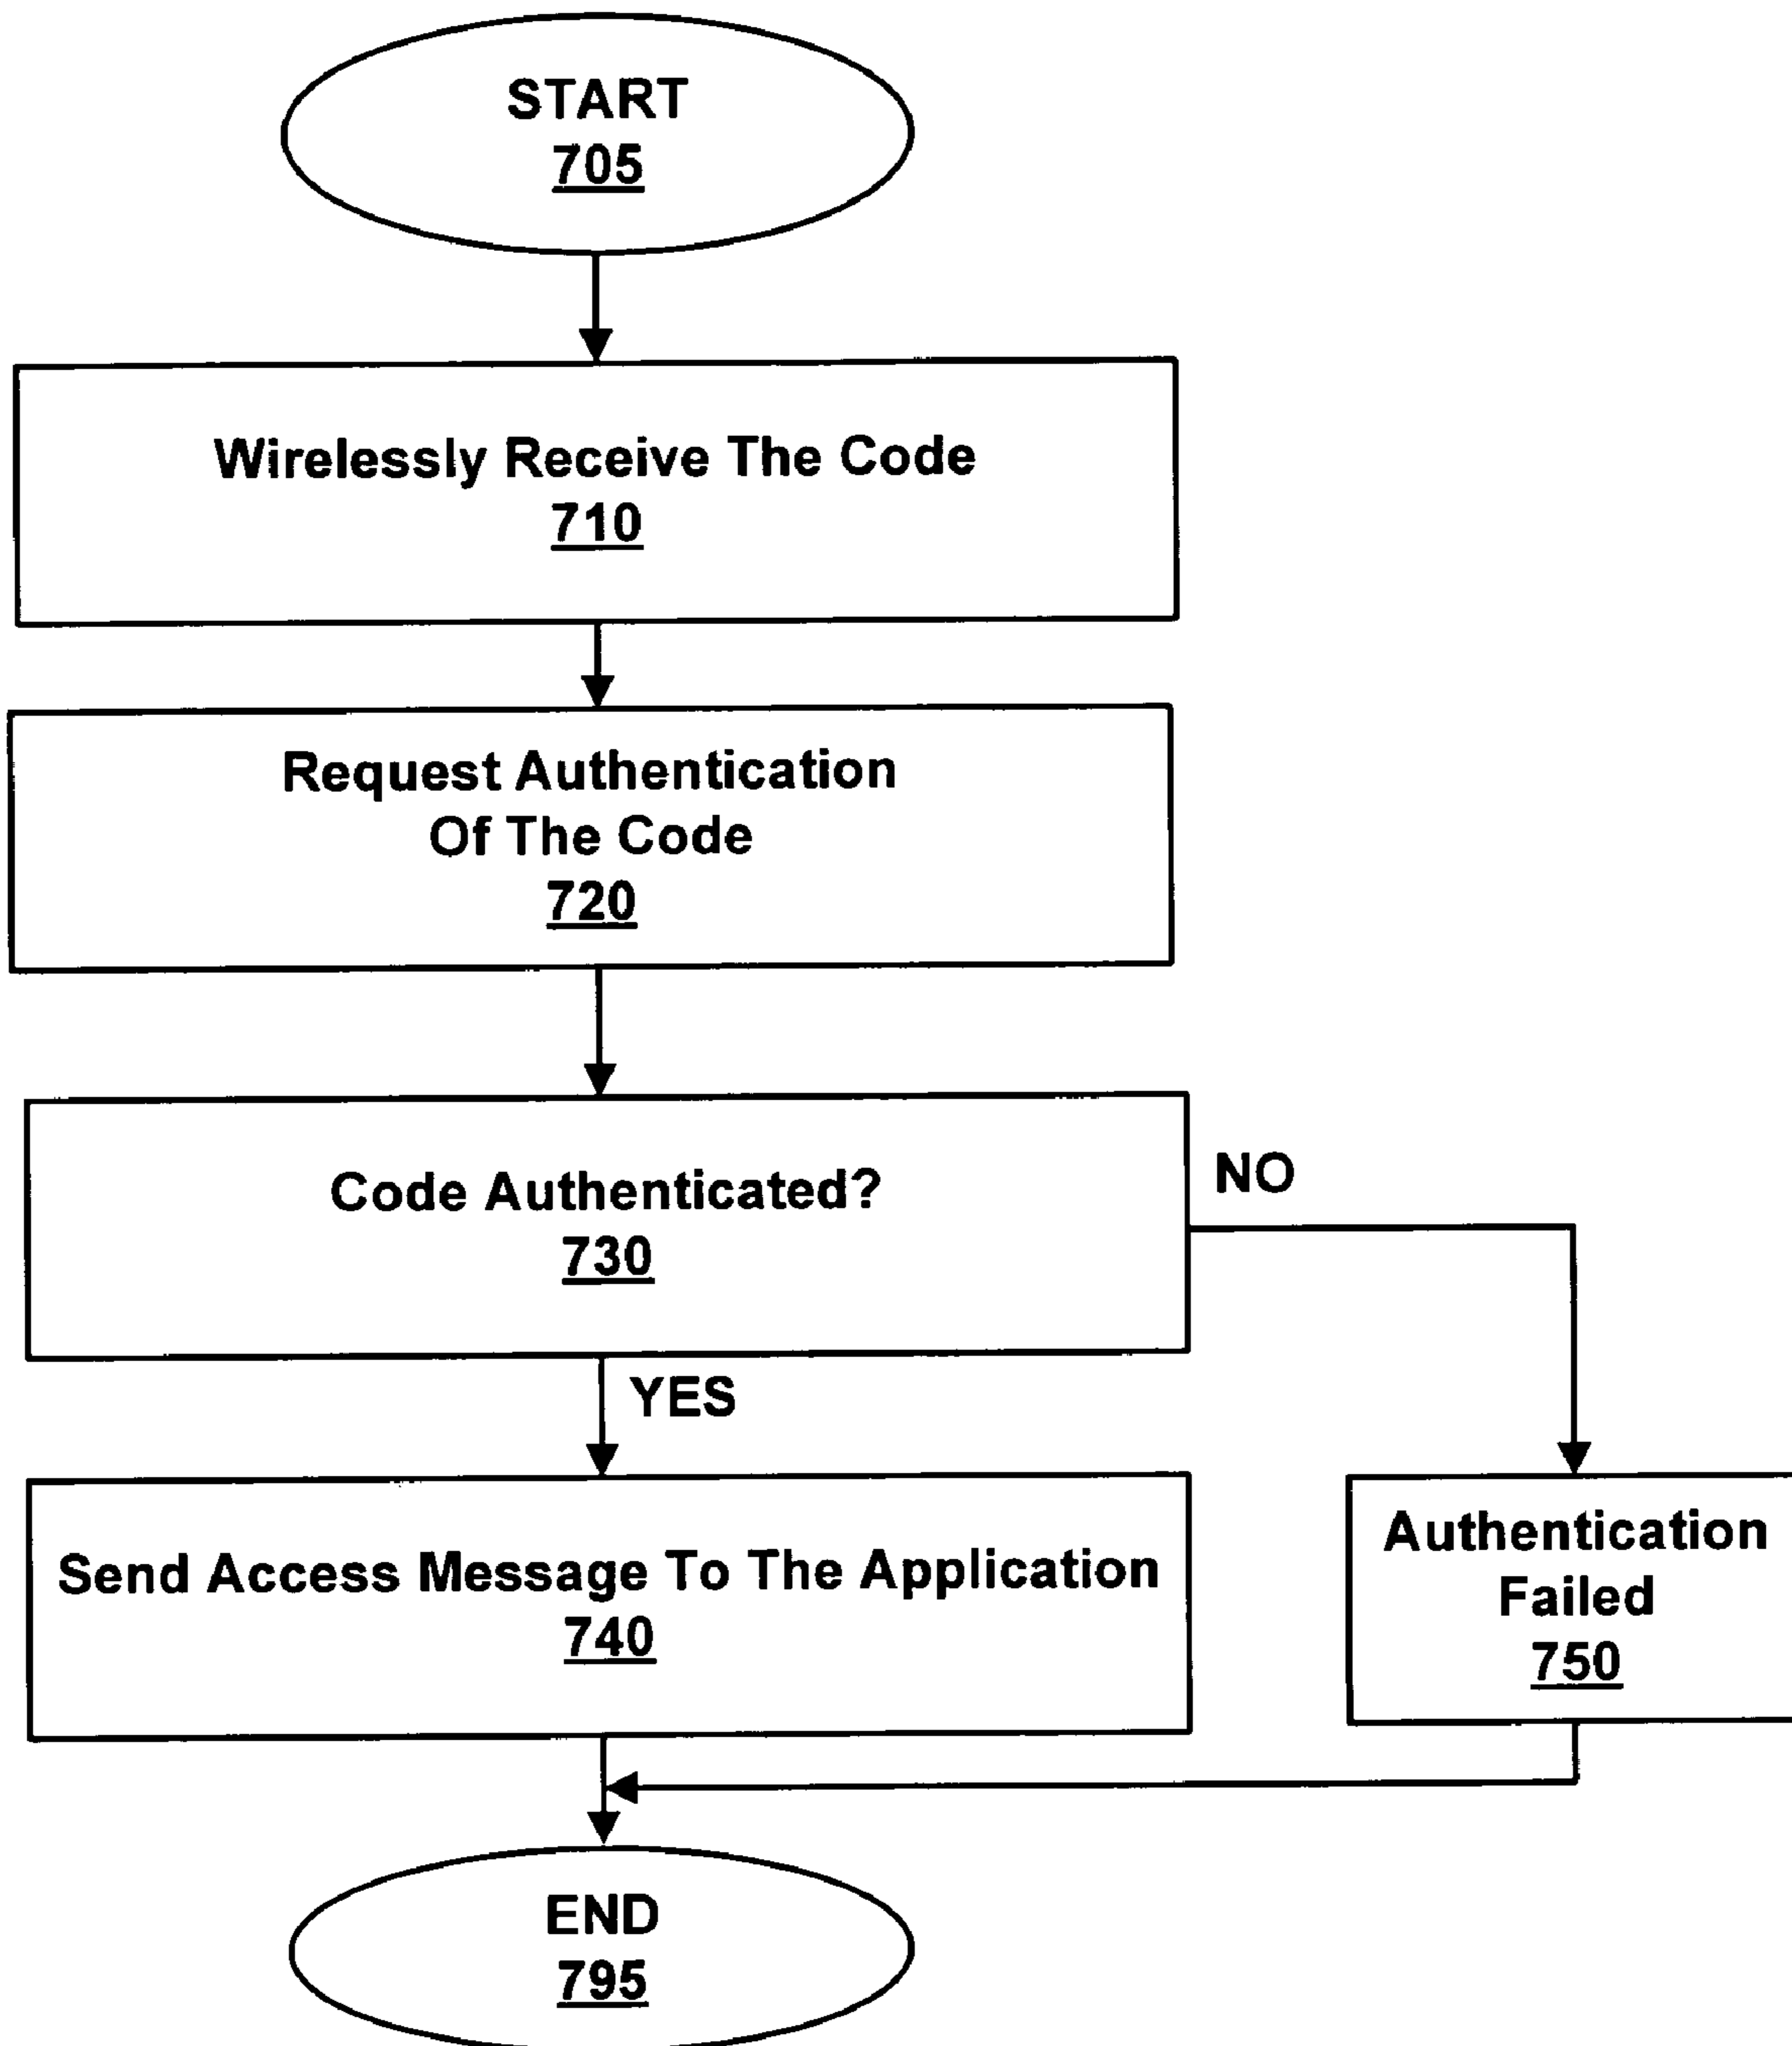 START
705
Wirelessly Receive The Code
710
Request Authentication
Of The Code
720
Code Authenticated?
730
NO
YES
Send Access Message To The Application
740
Authentication
Failed
750
END
795